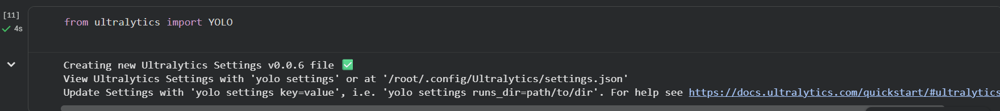 [11]
from ultralytics import YOLO
4s
Creating new Ultralytics Settings v0.0.6 file ✅
View Ultralytics Settings with 'yolo settings' or at '/root/.config/Ultralytics/settings.json'
Update Settings with 'yolo settings key=value', i.e. 'yolo settings runs_dir=path/to/dir'. For help see https://docs.ultralytics.com/quickstart/#ultralytics